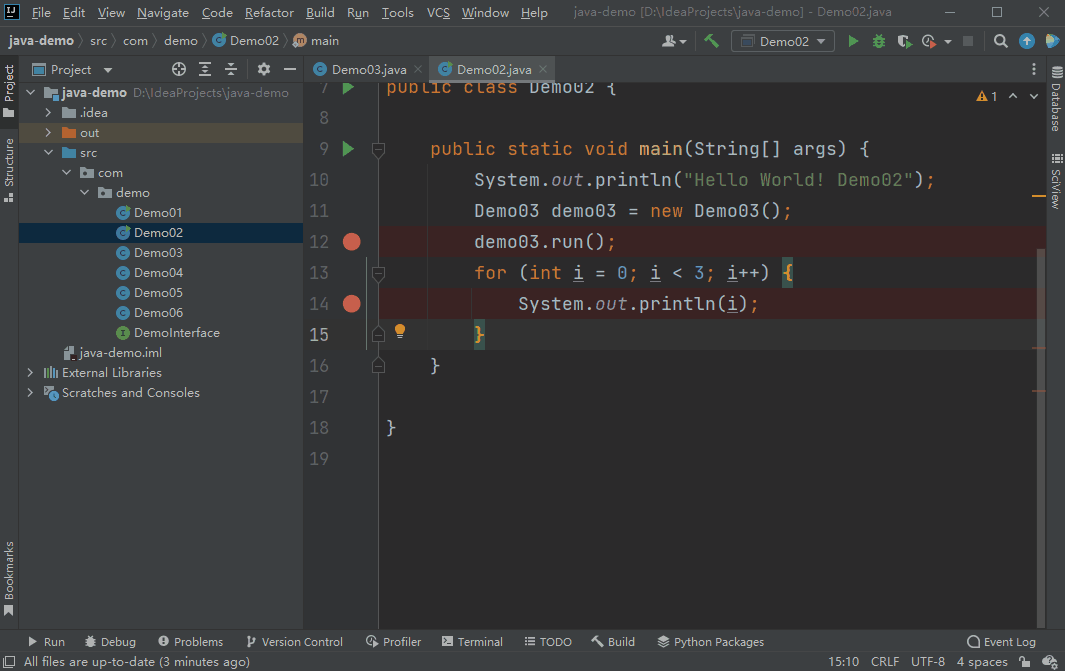 File Edit View Navigate Code Refactor Build Run Tools VCS Window Help java-demo [D:\IdeaProjects\java-demo] - Demo02.java
java-demo src com demo Demo02 main Demo02
Project Demo03.java Demo02.java
java-demo D:\IdeaProjects\java-demo
.idea
out
src
com
demo
Demo01
Demo02
Demo03
Demo04
Demo05
Demo06
DemoInterface
java-demo.iml
External Libraries
Scratches and Consoles
7 public class Demo02 {
8
9 public static void main(String[] args) {
10 System.out.println("Hello World! Demo02");
11 Demo03 demo03 = new Demo03();
12 demo03.run();
13 for (int i = 0; i < 3; i++) {
14 System.out.println(i);
15 }
16 }
17
18 }
19
1
Project
Structure
Bookmarks
Database
SciView
Run Debug Problems Version Control Profiler Terminal TODO Build Python Packages Event Log
All files are up-to-date (3 minutes ago) 15:10 CRLF UTF-8 4 spaces